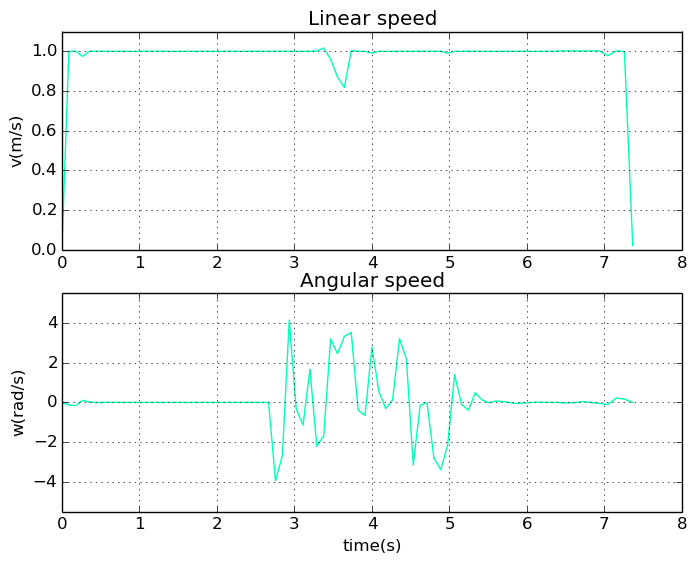 Linear speed
1.0
0.8
0.6
0.4
0.2
0.0
v(m/s)
0 1 2 3 4 5 6 7 8
Angular speed
4
2
0
−2
−4
w(rad/s)
0 1 2 3 4 5 6 7 8
time(s)